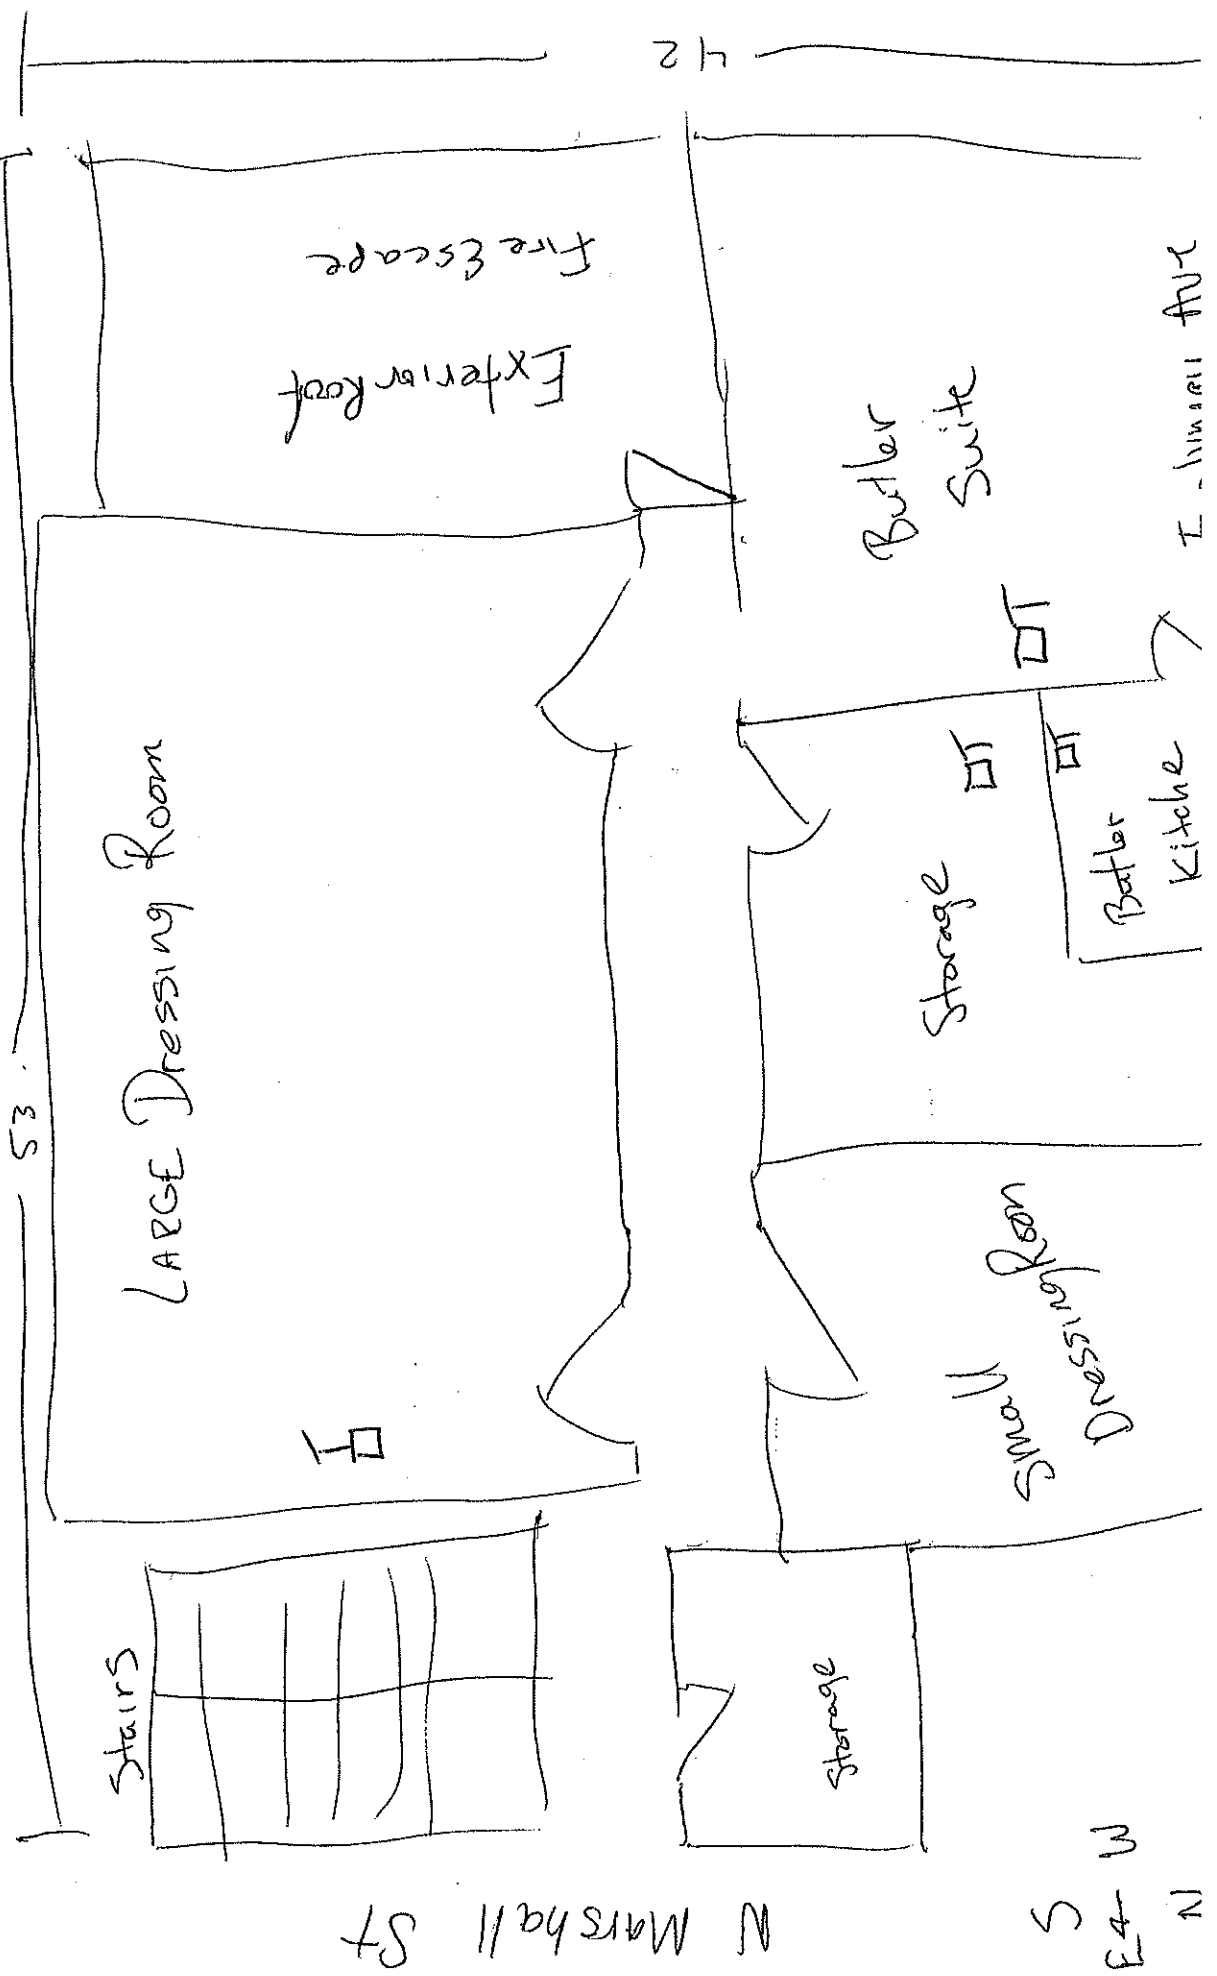 42
Fire Escape
Exterior Roof
53
LARGE Dressing Room
Butler
Suite
Ave
Storage
Butler
Kitche
Small
Dressing Room
Stairs
Storage
N Marshall St
S
E W
N